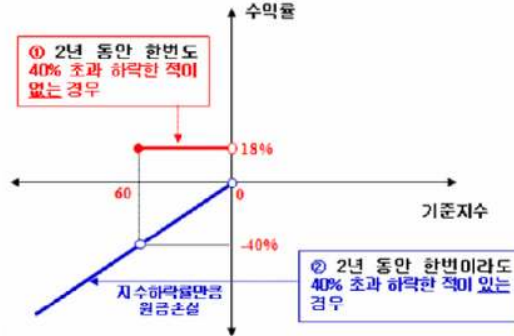 수익률
① 2년 동안 한번도
40% 초과 하락한 적이
없는 경우
18%
60
0
기준지수
-40%
지수하락률만큼
원금손실
② 2년 동안 한번이라도
40% 초과 하락한 적이 있는
경우